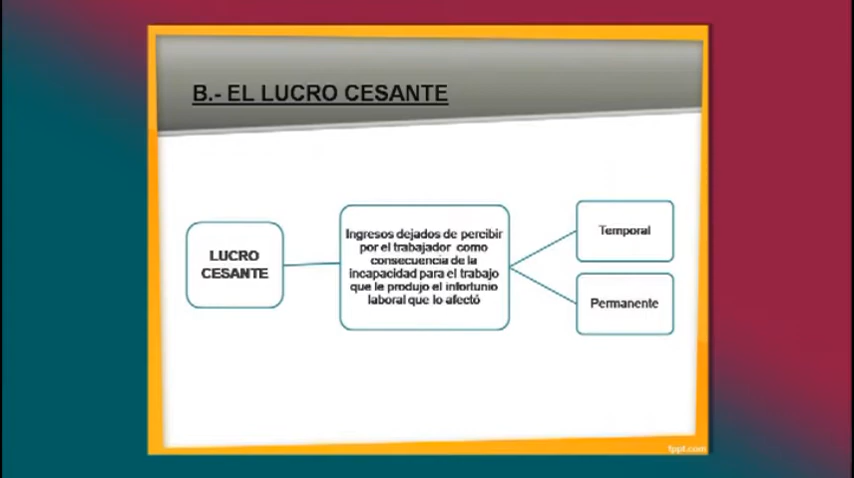 B.- EL LUCRO CESANTE
LUCRO
CESANTE
Ingresos dejados de percibir
por el trabajador como
consecuencia de la
incapacidad para el trabajo
que le produjo el infortunio
laboral que lo afectó
Temporal
Permanente
fppt.com